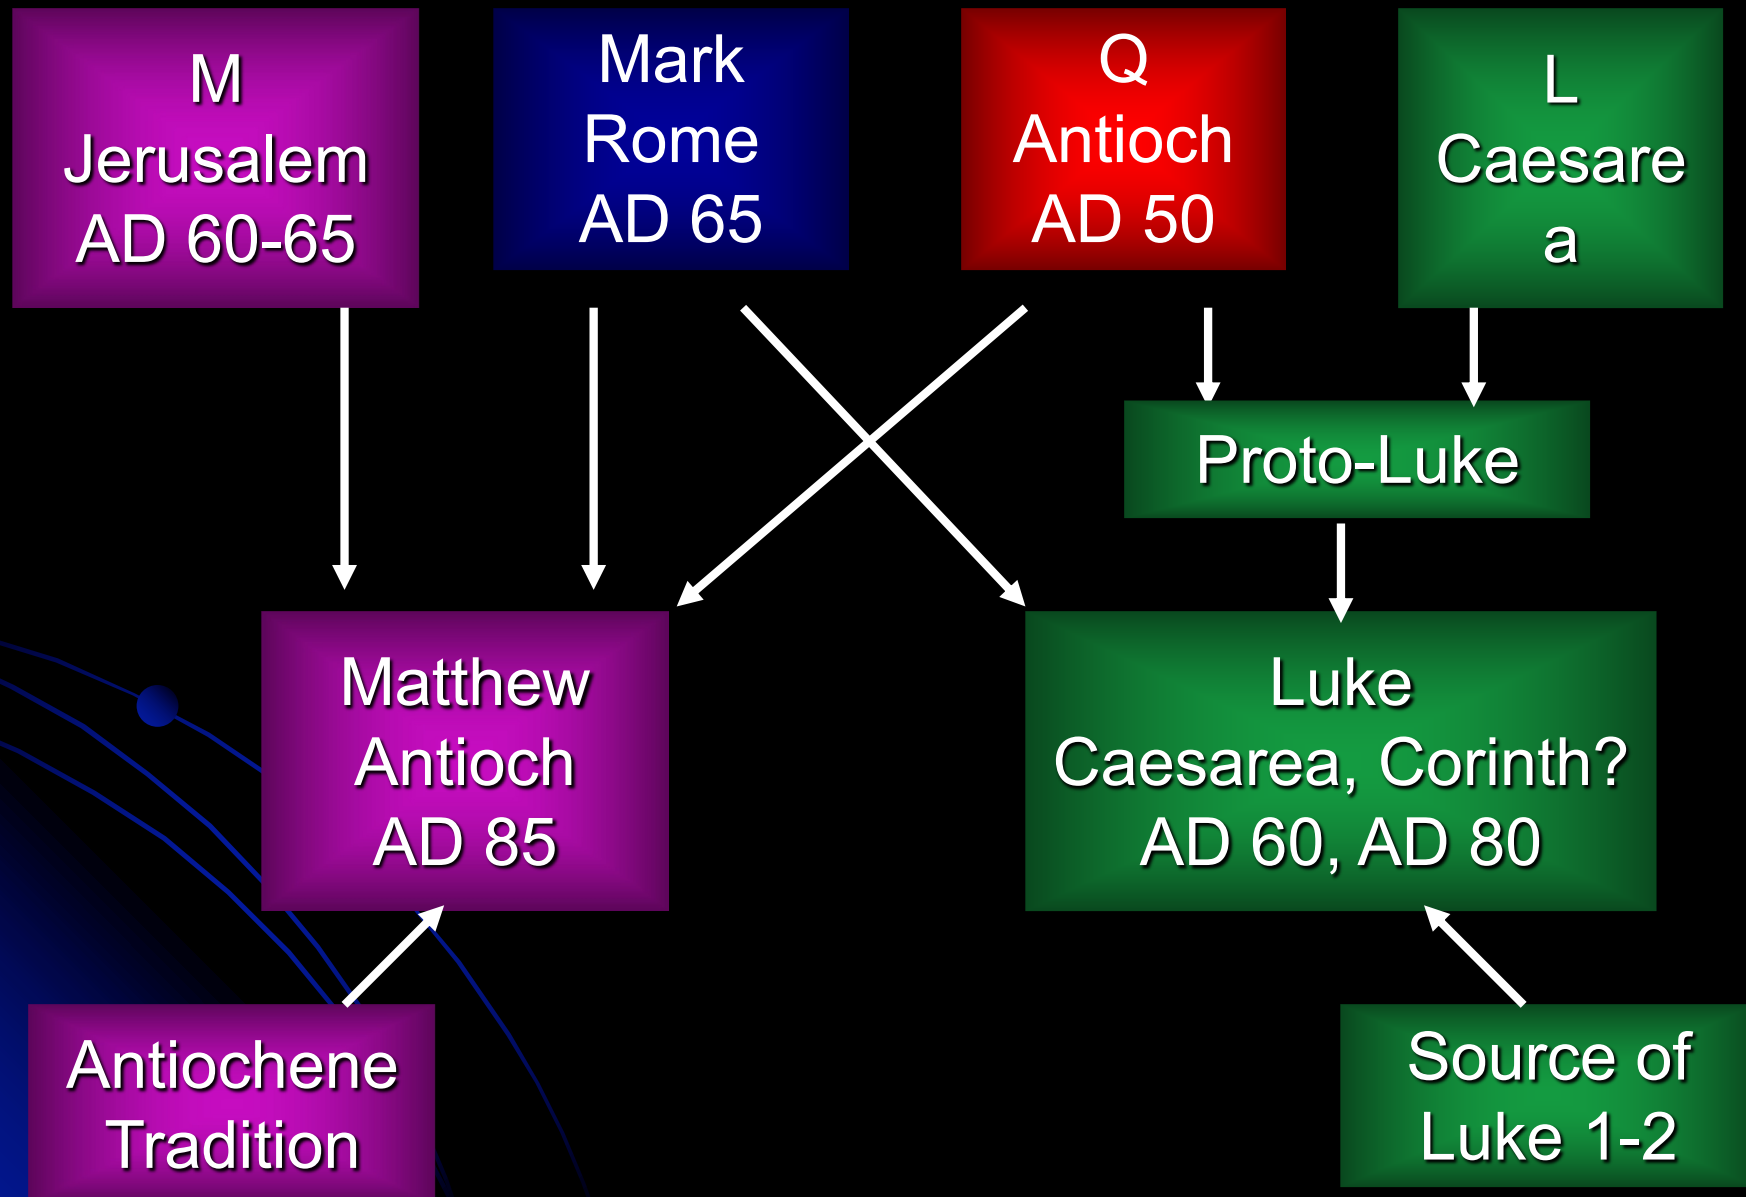 M
Jerusalem
AD 60-65
Mark
Rome
AD 65
Q
Antioch
AD 50
L
Caesare
a
Proto-Luke
Matthew
Antioch
AD 85
Luke
Caesarea, Corinth?
AD 60, AD 80
Antiochene
Tradition
Source of
Luke 1-2